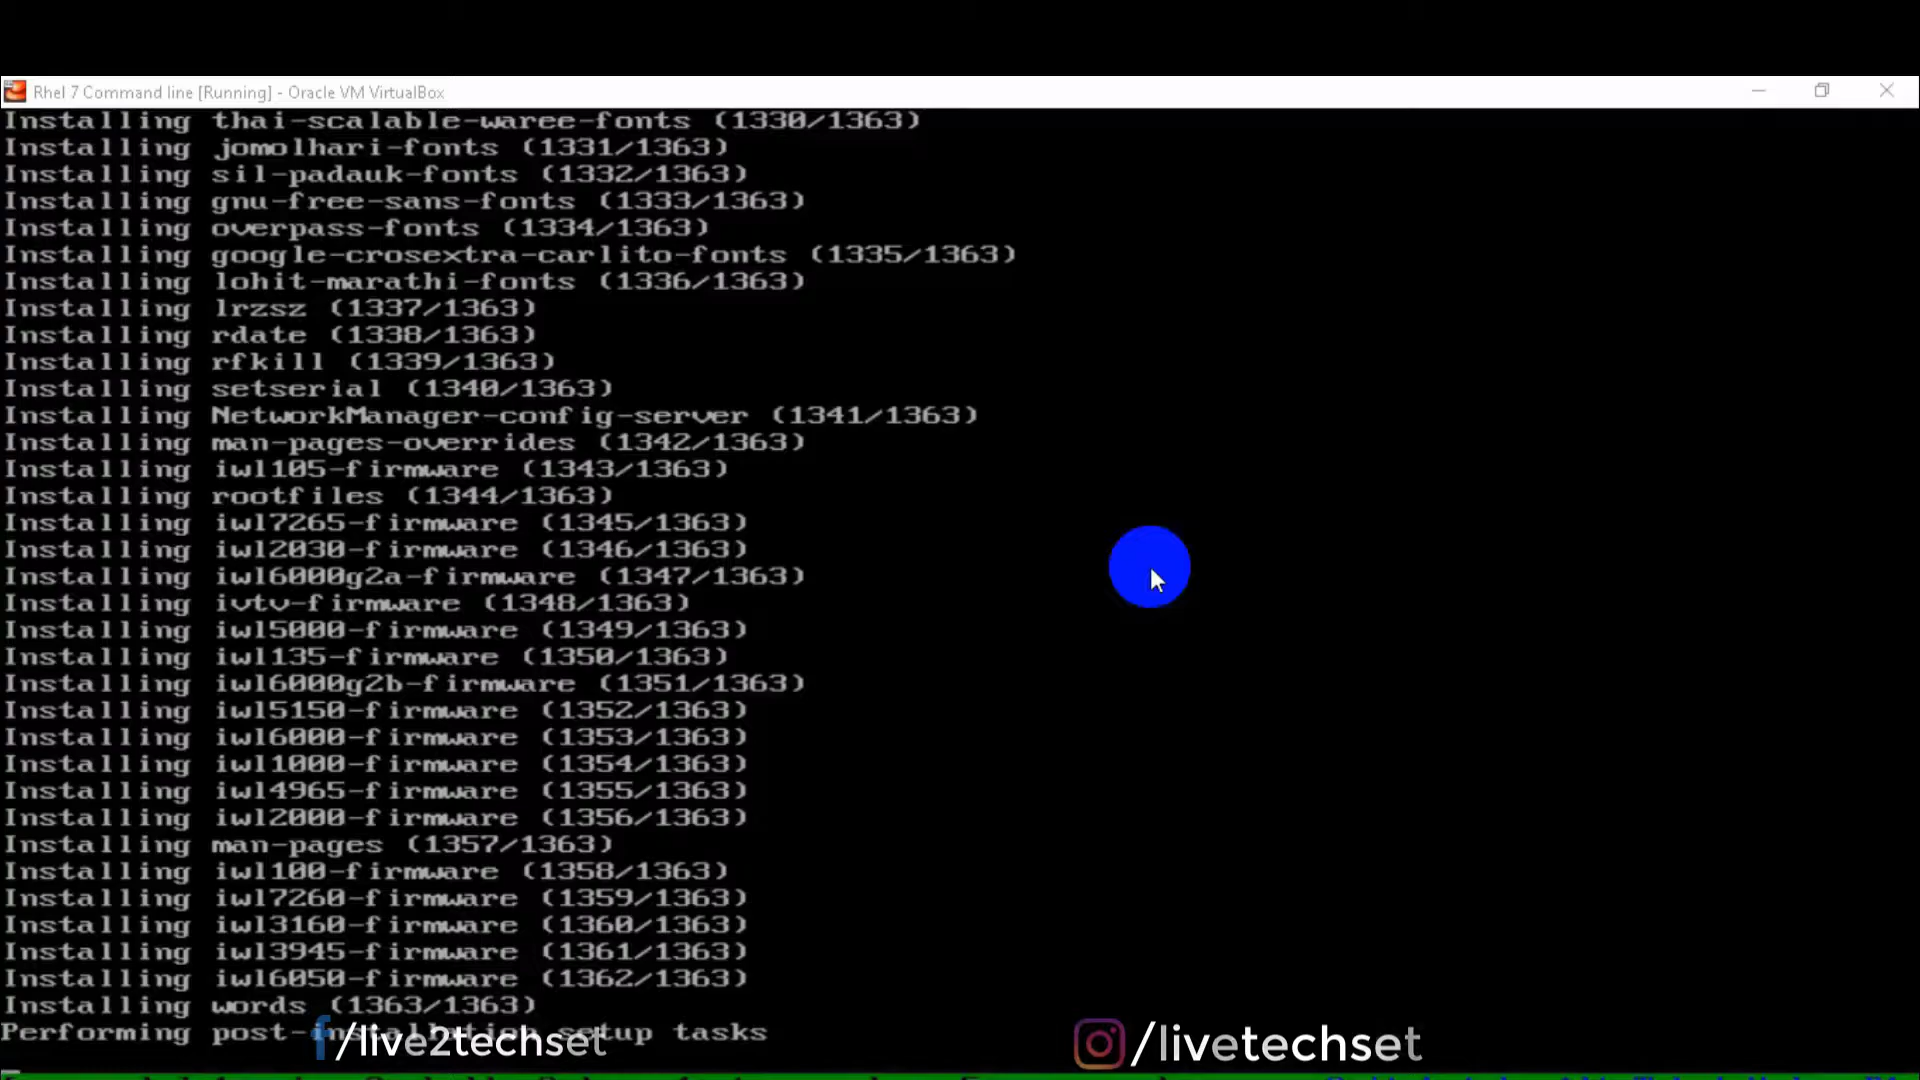 Rhel 7 Command line [Running] - Oracle VM VirtualBox
Installing thai-scalable-waree-fonts (1330/1363)
Installing jomolhari-fonts (1331/1363)
Installing sil-padauk-fonts (1332/1363)
Installing gnu-free-sans-fonts (1333/1363)
Installing overpass-fonts (1334/1363)
Installing google-crosextra-carlito-fonts (1335/1363)
Installing lohit-marathi-fonts (1336/1363)
Installing lrzsz (1337/1363)
Installing rdate (1338/1363)
Installing rfkill (1339/1363)
Installing setserial (1340/1363)
Installing NetworkManager-config-server (1341/1363)
Installing man-pages-overrides (1342/1363)
Installing iwl105-firmware (1343/1363)
Installing rootfiles (1344/1363)
Installing iwl7265-firmware (1345/1363)
Installing iwl2030-firmware (1346/1363)
Installing iwl6000g2a-firmware (1347/1363)
Installing ivtv-firmware (1348/1363)
Installing iwl5000-firmware (1349/1363)
Installing iwl135-firmware (1350/1363)
Installing iwl6000g2b-firmware (1351/1363)
Installing iwl5150-firmware (1352/1363)
Installing iwl6000-firmware (1353/1363)
Installing iwl1000-firmware (1354/1363)
Installing iwl4965-firmware (1355/1363)
Installing iwl2000-firmware (1356/1363)
Installing man-pages (1357/1363)
Installing iwl100-firmware (1358/1363)
Installing iwl7260-firmware (1359/1363)
Installing iwl3160-firmware (1360/1363)
Installing iwl3945-firmware (1361/1363)
Installing iwl6050-firmware (1362/1363)
Installing words (1363/1363)
Performing post-installation setup tasks
/live2techset
/livetechset